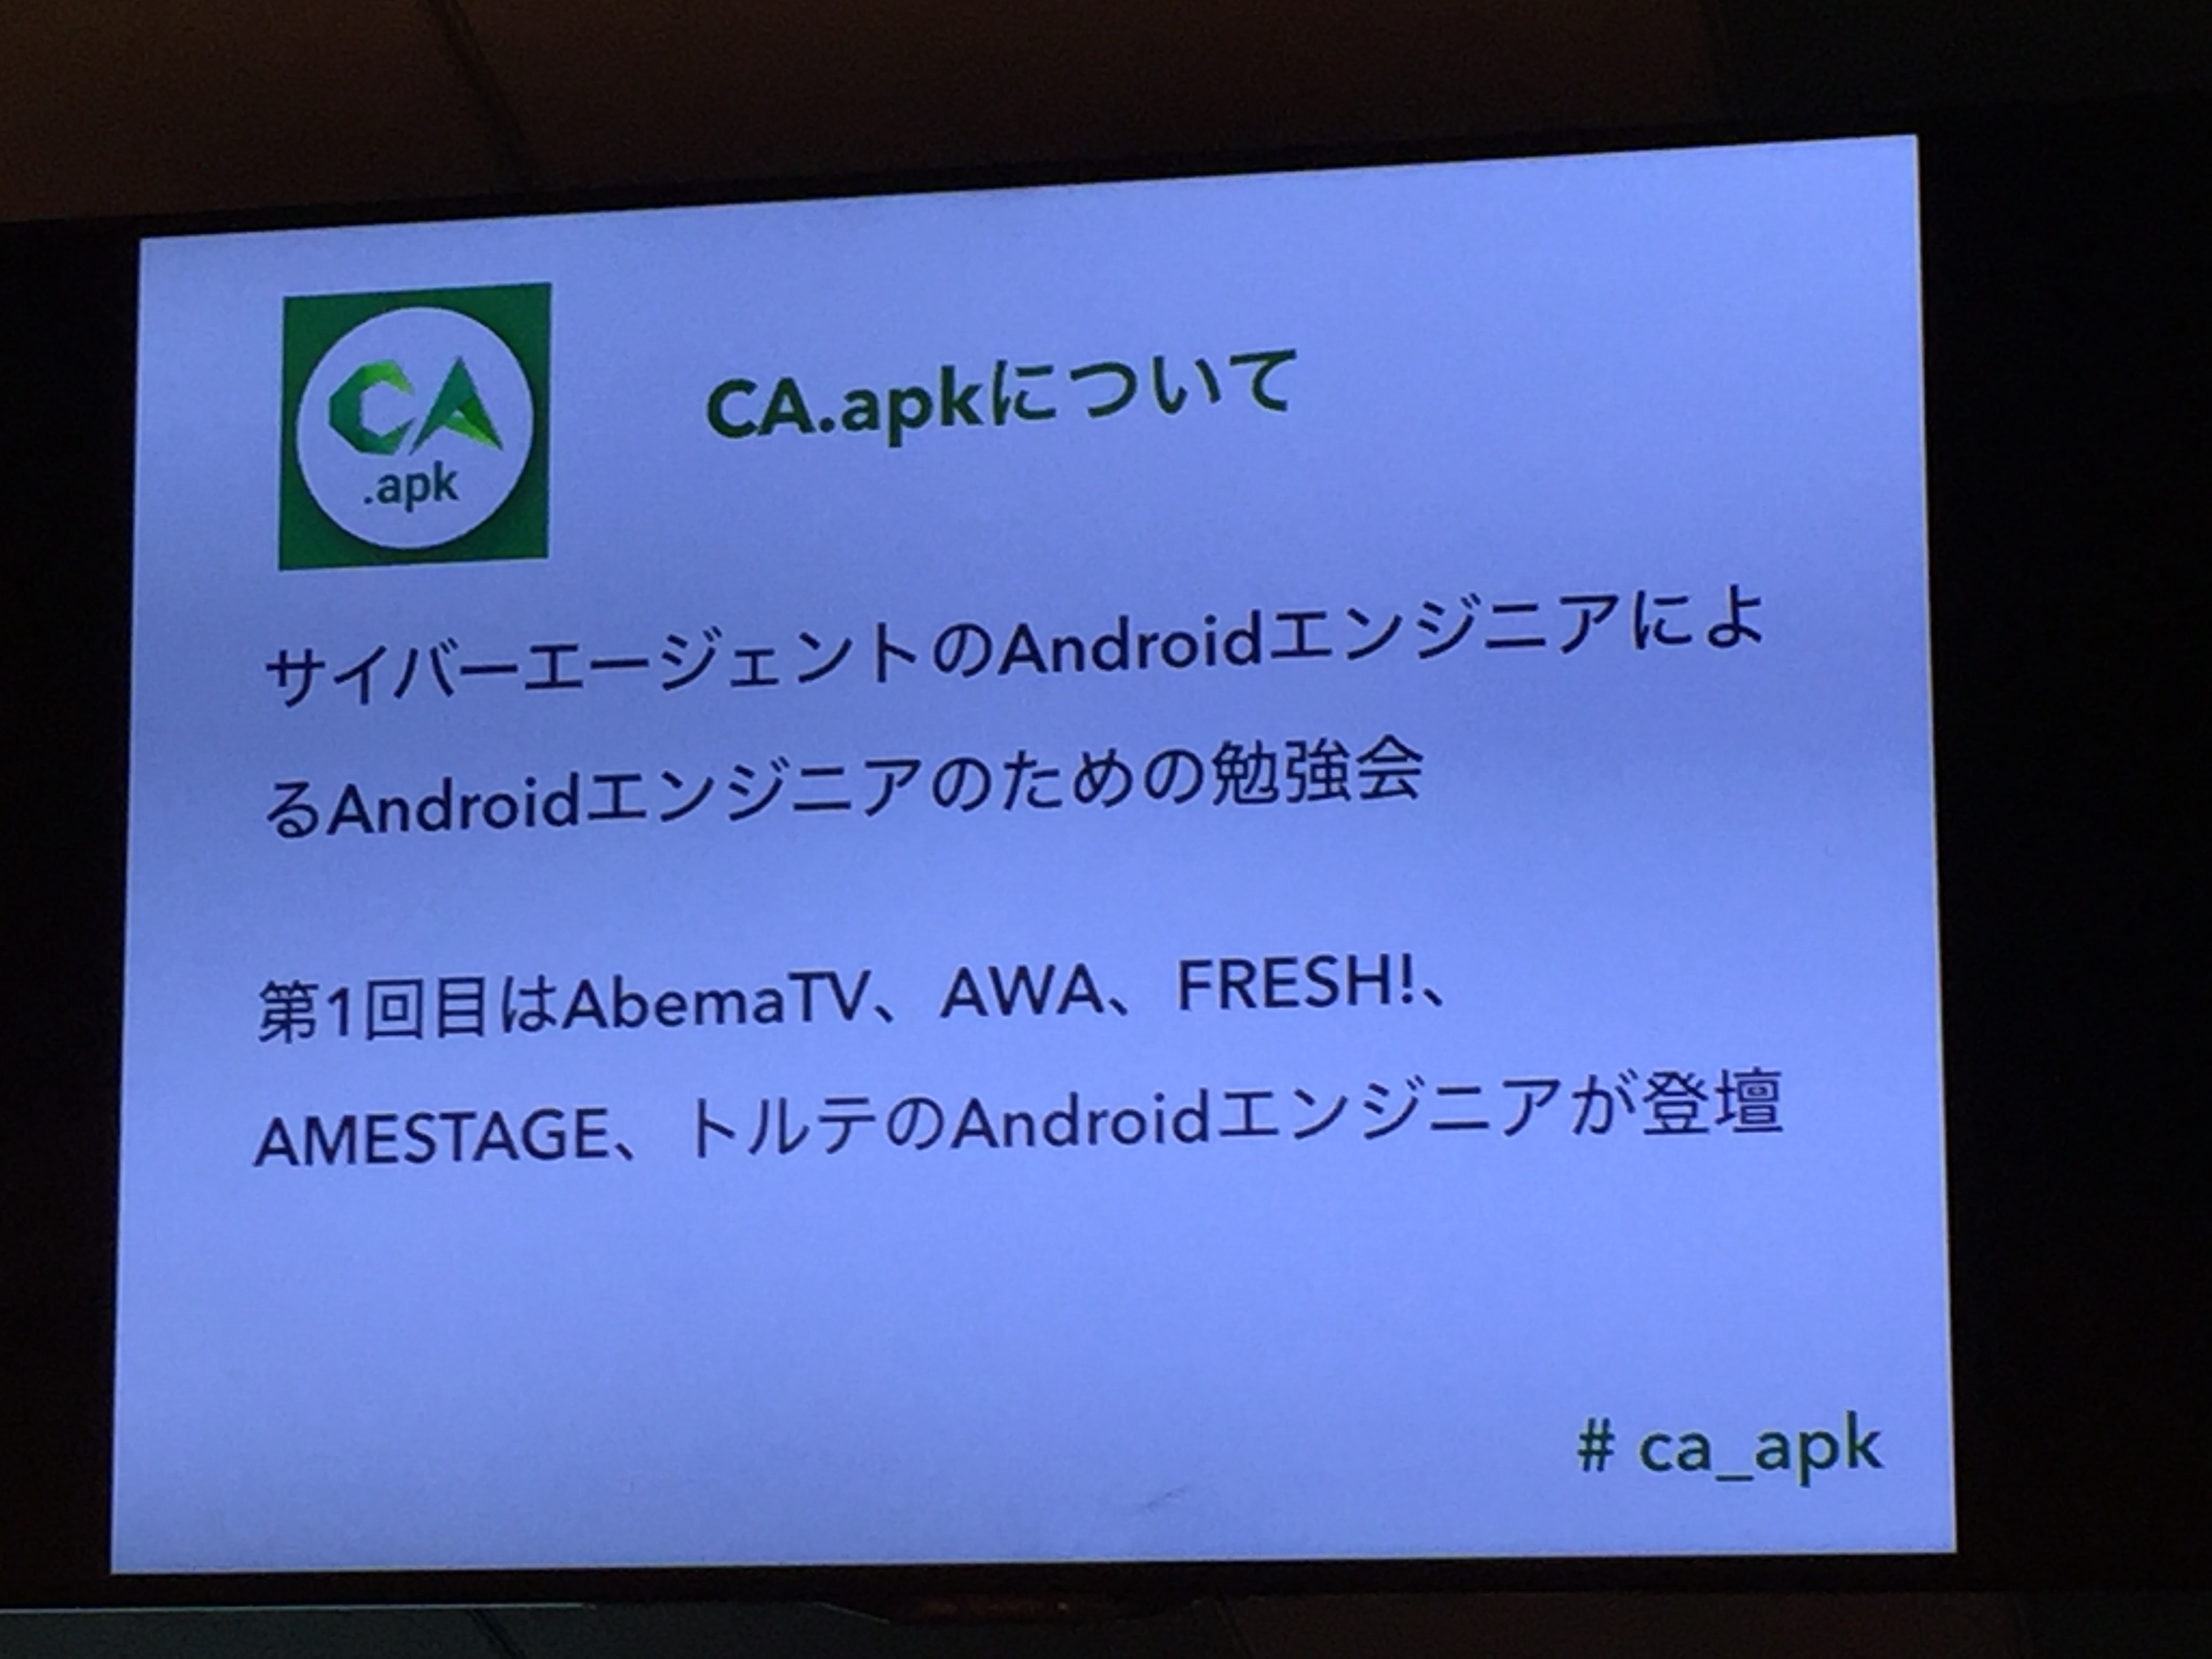 CA
.apk
CA.apkについて
サイバーエージェントのAndroidエンジニアによ
るAndroidエンジニアのための勉強会
第1回目はAbemaTV、AWA、FRESH!、
AMESTAGE、トルテのAndroidエンジニアが登壇
# ca_apk